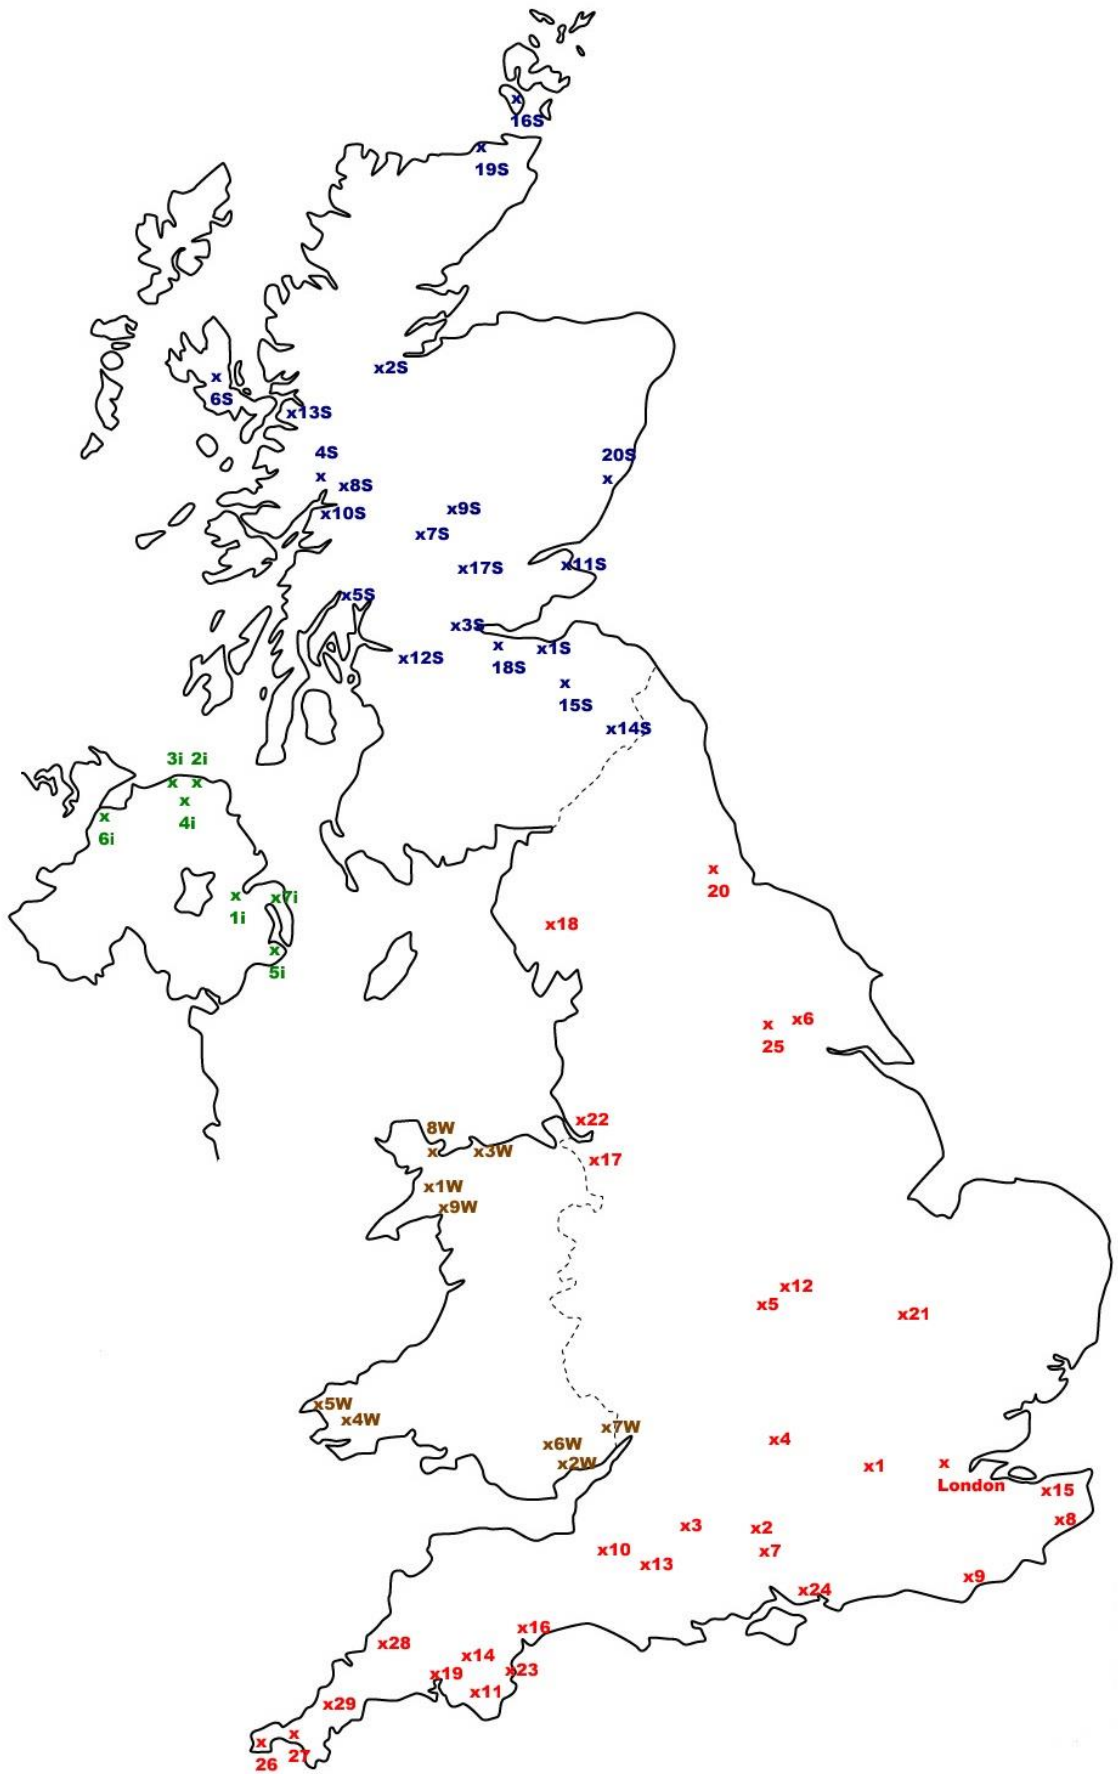 x
16S
x
19S
x2S
x
6S
x13S
4S
x
x8S
20S
x
x10S
x9S
x7S
x17S
x11S
x5S
x3S
x
18S
x1S
x12S
x
15S
x14S
3i 2i
x x
x
4i
x
6i
x
20
x
1i
x7i
x18
x
5i
x
25
x6
x22
8W
x
x3W
x17
x1W
x9W
x12
x5
x21
x5W
x4W
x7W
x6W
x2W
x4
x1
x
London
x15
x8
x3
x2
x10
x13
x7
x9
x24
x16
x28
x14
x19
x23
x11
x29
x
26
x
27